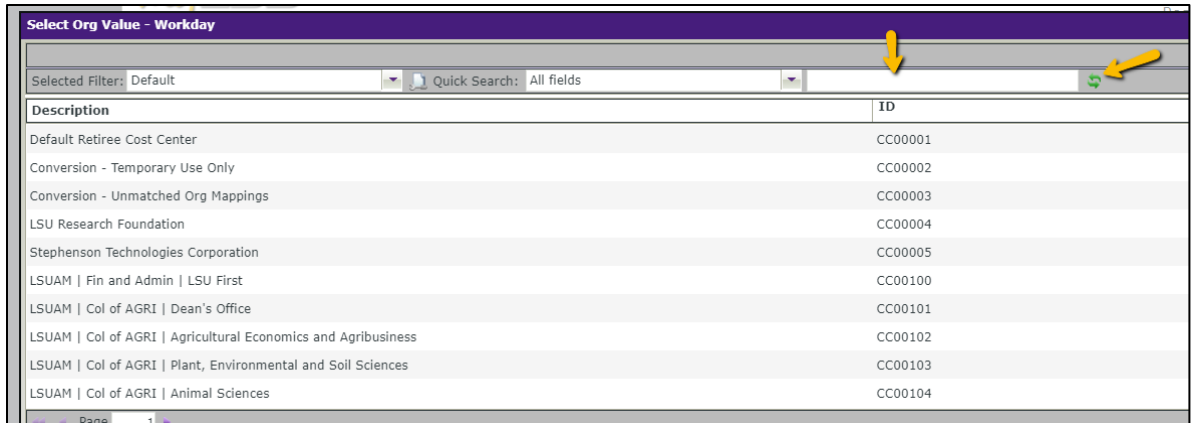 Select Org Value - Workday
Selected Filter: Default Quick Search: All fields
Description ID
Default Retiree Cost Center CC00001
Conversion - Temporary Use Only CC00002
Conversion - Unmatched Org Mappings CC00003
LSU Research Foundation CC00004
Stephenson Technologies Corporation CC00005
LSUAM | Fin and Admin | LSU First CC00100
LSUAM | Col of AGRI | Dean's Office CC00101
LSUAM | Col of AGRI | Agricultural Economics and Agribusiness CC00102
LSUAM | Col of AGRI | Plant, Environmental and Soil Sciences CC00103
LSUAM | Col of AGRI | Animal Sciences CC00104
Page 1